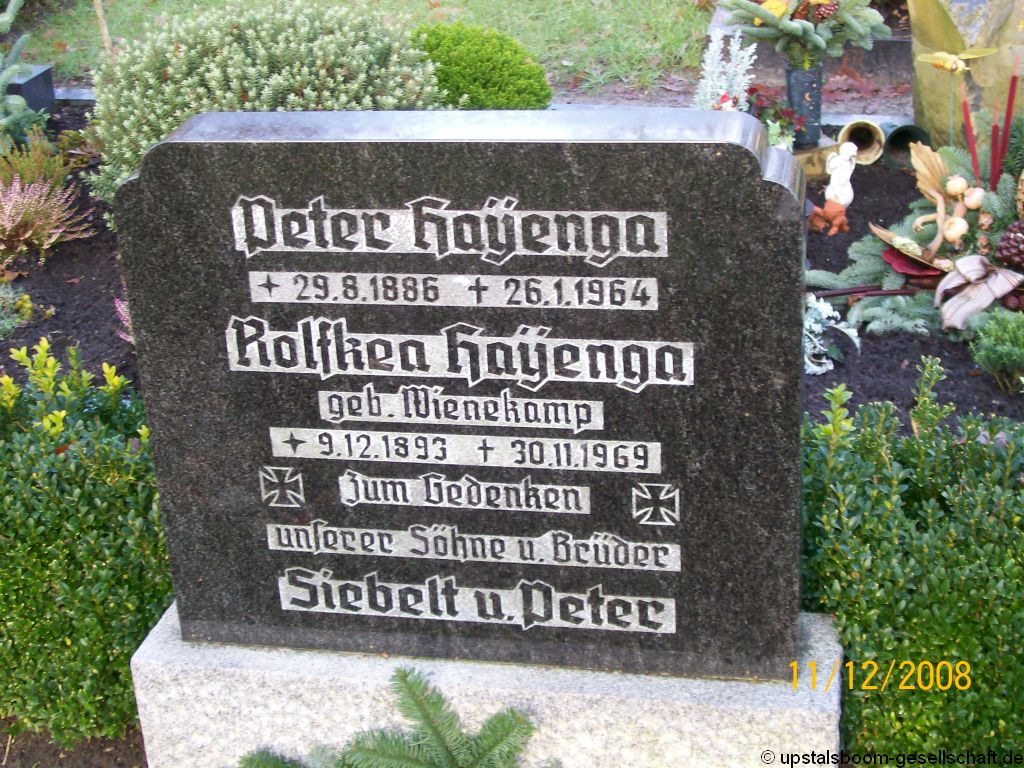 Peter Haÿenga
29.8.1886 † 26.1.1964
Rolfkea Haÿenga
geb. Wienekamp
9.12.1893 † 30.11.1969
Zum Gedenken
unserer Söhne u. Brüder
Siebelt u. Peter
11/12/2008
© upstalsboom-gesellschaft.de